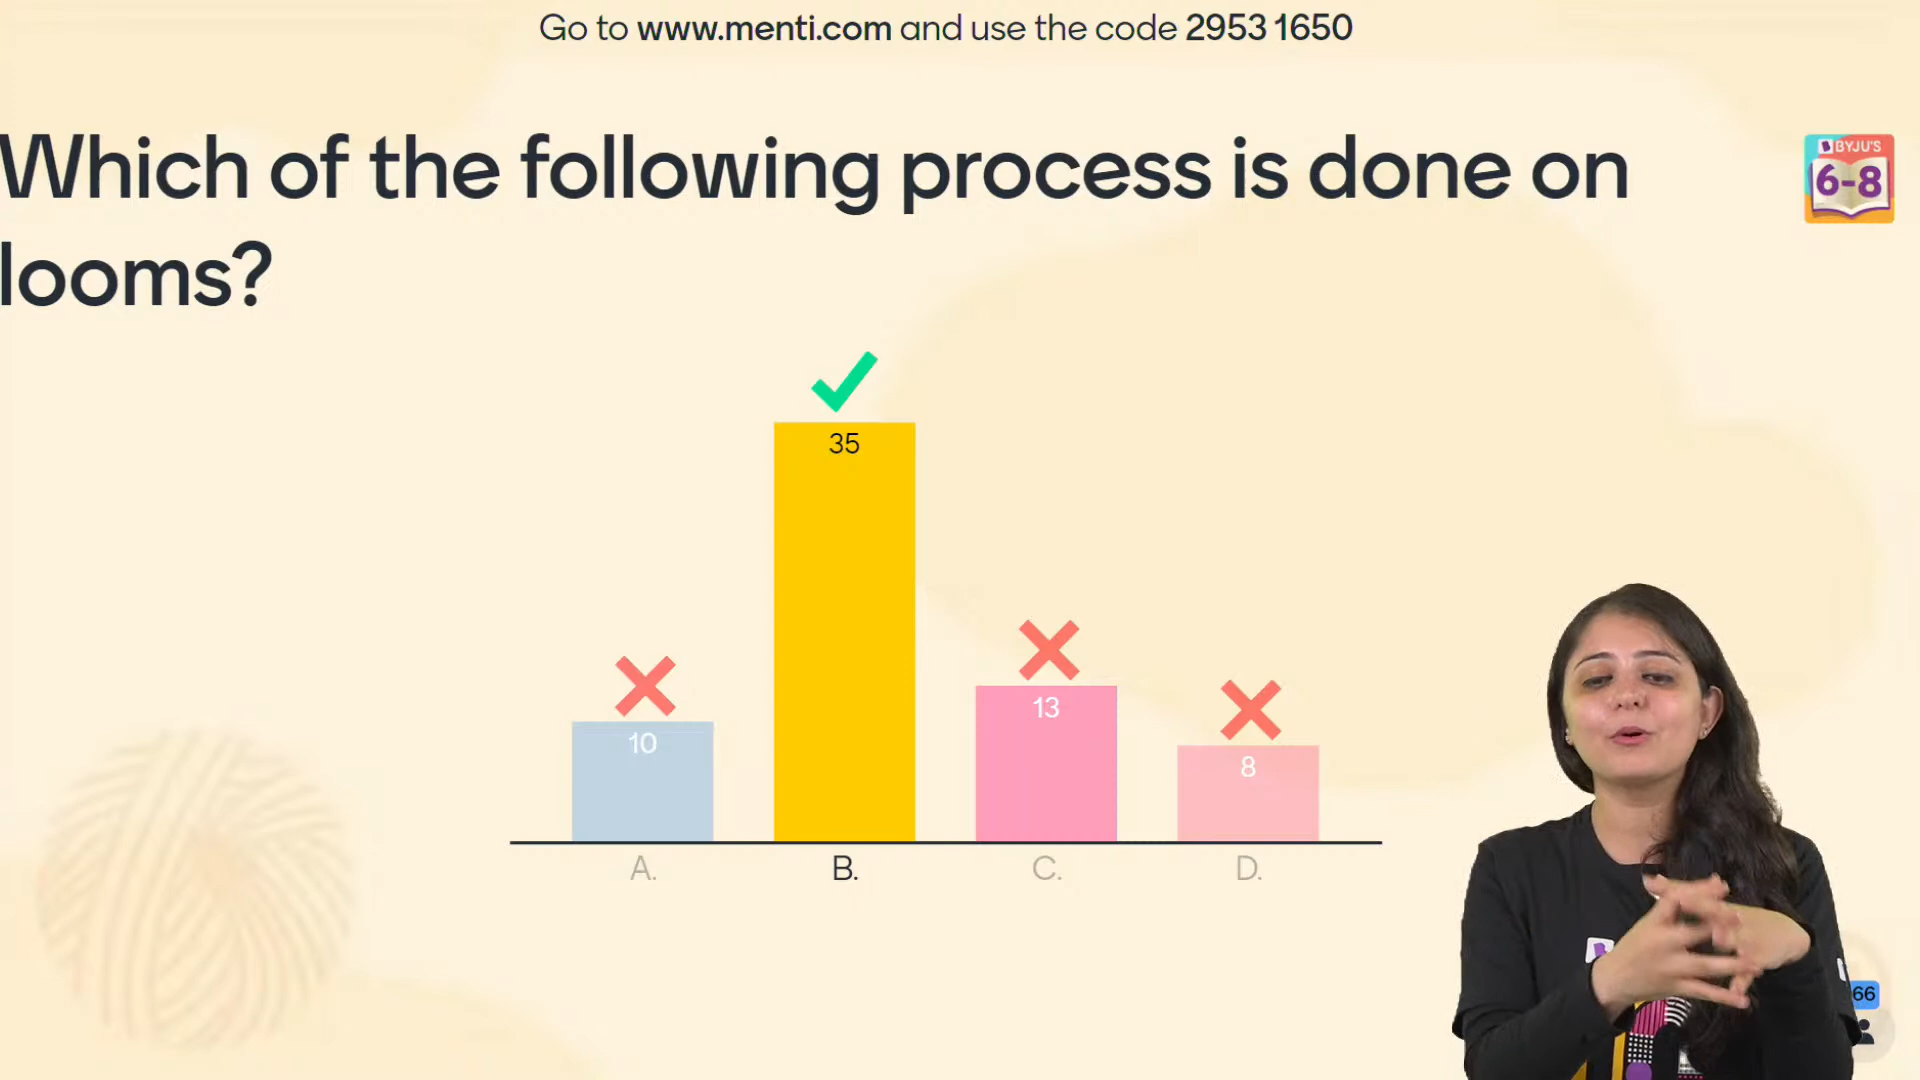 Go to www.menti.com and use the code 2953 1650
Which of the following process is done on
looms?
BYJU'S
6-8
35
10
13
8
A.
B.
C.
D.
66